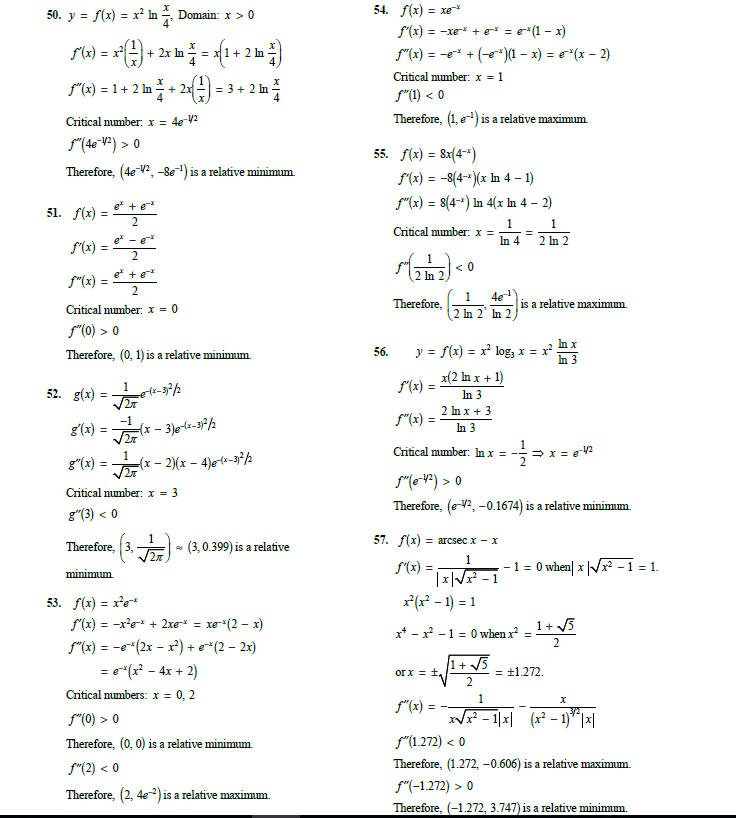 50. y = f(x) = x² ln x/4, Domain: x > 0
f′(x) = x²(1/x) + 2x ln x/4 = x(1 + 2 ln x/4)
f″(x) = 1 + 2 ln x/4 + 2x(1/x) = 3 + 2 ln x/4
Critical number: x = 4e^(-1/2)
f″(4e^(-1/2)) > 0
Therefore, (4e^(-1/2), -8e^(-1)) is a relative minimum.
51. f(x) = (e^x + e^(-x))/2
f′(x) = (e^x - e^(-x))/2
f″(x) = (e^x + e^(-x))/2
Critical number: x = 0
f″(0) > 0
Therefore, (0, 1) is a relative minimum.
52. g(x) = 1/√(2π) e^(-(x-3)²/2)
g′(x) = -1/√(2π) (x - 3)e^(-(x-3)²/2)
g″(x) = 1/√(2π) (x - 2)(x - 4)e^(-(x-3)²/2)
Critical number: x = 3
g″(3) < 0
Therefore, (3, 1/√(2π)) ≈ (3, 0.399) is a relative
minimum.
53. f(x) = x²e^(-x)
f′(x) = -x²e^(-x) + 2xe^(-x) = xe^(-x)(2 - x)
f″(x) = -e^(-x)(2x - x²) + e^(-x)(2 - 2x)
= e^(-x)(x² - 4x + 2)
Critical numbers: x = 0, 2
f″(0) > 0
Therefore, (0, 0) is a relative minimum.
f″(2) < 0
Therefore, (2, 4e^(-2)) is a relative maximum.
54. f(x) = xe^(-x)
f′(x) = -xe^(-x) + e^(-x) = e^(-x)(1 - x)
f″(x) = -e^(-x) + (-e^(-x))(1 - x) = e^(-x)(x - 2)
Critical number: x = 1
f″(1) < 0
Therefore, (1, e^(-1)) is a relative maximum.
55. f(x) = 8x(4^(-x))
f′(x) = -8(4^(-x))(x ln 4 - 1)
f″(x) = 8(4^(-x)) ln 4(x ln 4 - 2)
Critical number: x = 1/ln 4 = 1/(2 ln 2)
f″(1/(2 ln 2)) < 0
Therefore, (1/(2 ln 2), 4e^(-1)/ln 2) is a relative maximum.
56. y = f(x) = x² log₃ x = x² ln x/ln 3
f′(x) = x(2 ln x + 1)/ln 3
f″(x) = (2 ln x + 3)/ln 3
Critical number: ln x = -1/2 ⇒ x = e^(-1/2)
f″(e^(-1/2)) > 0
Therefore, (e^(-1/2), -0.1674) is a relative minimum.
57. f(x) = arcsec x - x
f′(x) = 1/(|x|√(x² - 1)) - 1 = 0 when |x|√(x² - 1) = 1.
x²(x² - 1) = 1
x⁴ - x² - 1 = 0 when x² = (1 + √5)/2
or x = ±√((1 + √5)/2) = ±1.272.
f″(x) = -1/(x√(x² - 1)|x|) - x/((x² - 1)^(3/2)|x|)
f″(1.272) < 0
Therefore, (1.272, -0.606) is a relative maximum.
f″(-1.272) > 0
Therefore, (-1.272, 3.747) is a relative minimum.